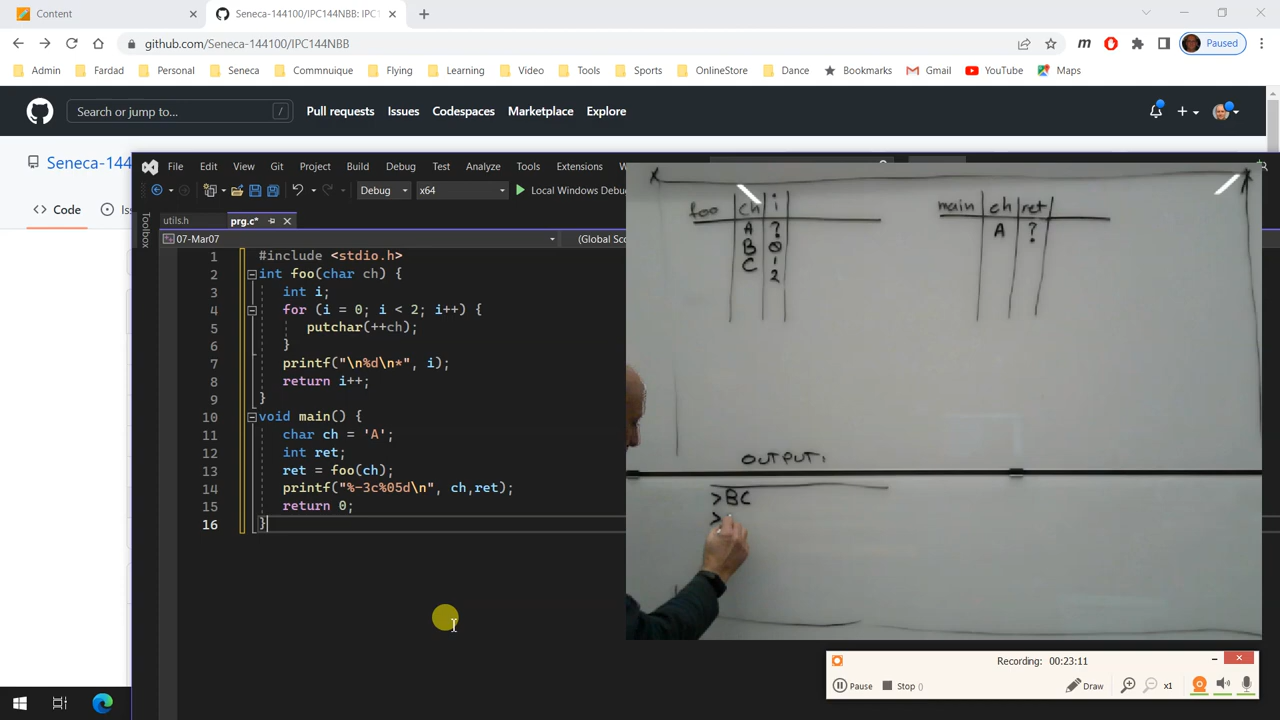 Content
Seneca-144100/IPC144NBB: IPC1
github.com/Seneca-144100/IPC144NBB
Paused
Admin Fardad Personal Seneca Commnuique Flying Learning Video Tools Sports OnlineStore Dance Bookmarks Gmail YouTube Maps
Search or jump to... /
Pull requests Issues Codespaces Marketplace Explore
Seneca-144
Code
Iss
File Edit View Git Project Build Debug Test Analyze Tools Extensions W
Debug x64 Local Windows Debu
Toolbox
utils.h prg.c*
07-Mar07 (Global Sco
1 #include <stdio.h>
2 int foo(char ch) {
3 int i;
4 for (i = 0; i < 2; i++) {
5 putchar(++ch);
6 }
7 printf("\n%d\n*", i);
8 return i++;
9 }
10 void main() {
11 char ch = 'A';
12 int ret;
13 ret = foo(ch);
14 printf("%-3c%05d\n", ch,ret);
15 return 0;
16 }
foo ch i
A ?
B 0
C 1
2
main ch ret
A ?
OUTPUT:
>BC
>
Recording: 00:23:11
Pause Stop () Draw x1